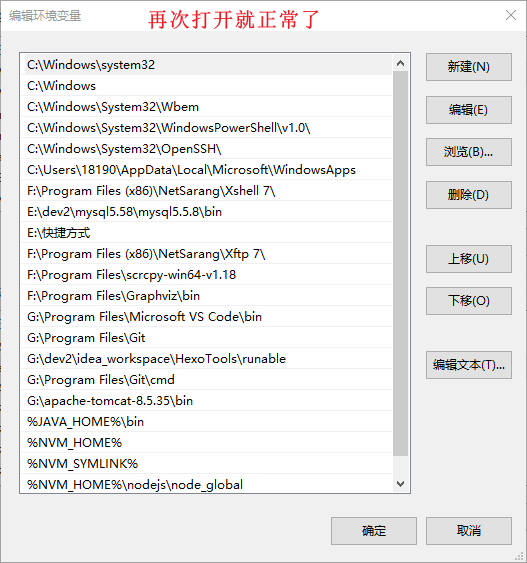 编辑环境变量
再次打开就正常了
C:\Windows\system32
C:\Windows
C:\Windows\System32\Wbem
C:\Windows\System32\WindowsPowerShell\v1.0\
C:\Windows\System32\OpenSSH\
C:\Users\18190\AppData\Local\Microsoft\WindowsApps
F:\Program Files (x86)\NetSarang\Xshell 7\
E:\dev2\mysql5.58\mysql5.5.8\bin
E:\快捷方式
F:\Program Files (x86)\NetSarang\Xftp 7\
F:\Program Files\scrcpy-win64-v1.18
F:\Program Files\Graphviz\bin
G:\Program Files\Microsoft VS Code\bin
G:\Program Files\Git
G:\dev2\idea_workspace\HexoTools\runable
G:\Program Files\Git\cmd
G:\apache-tomcat-8.5.35\bin
%JAVA_HOME%\bin
%NVM_HOME%
%NVM_SYMLINK%
%NVM_HOME%\nodejs\node_global
新建(N)
编辑(E)
浏览(B)...
删除(D)
上移(U)
下移(O)
编辑文本(T)...
确定
取消